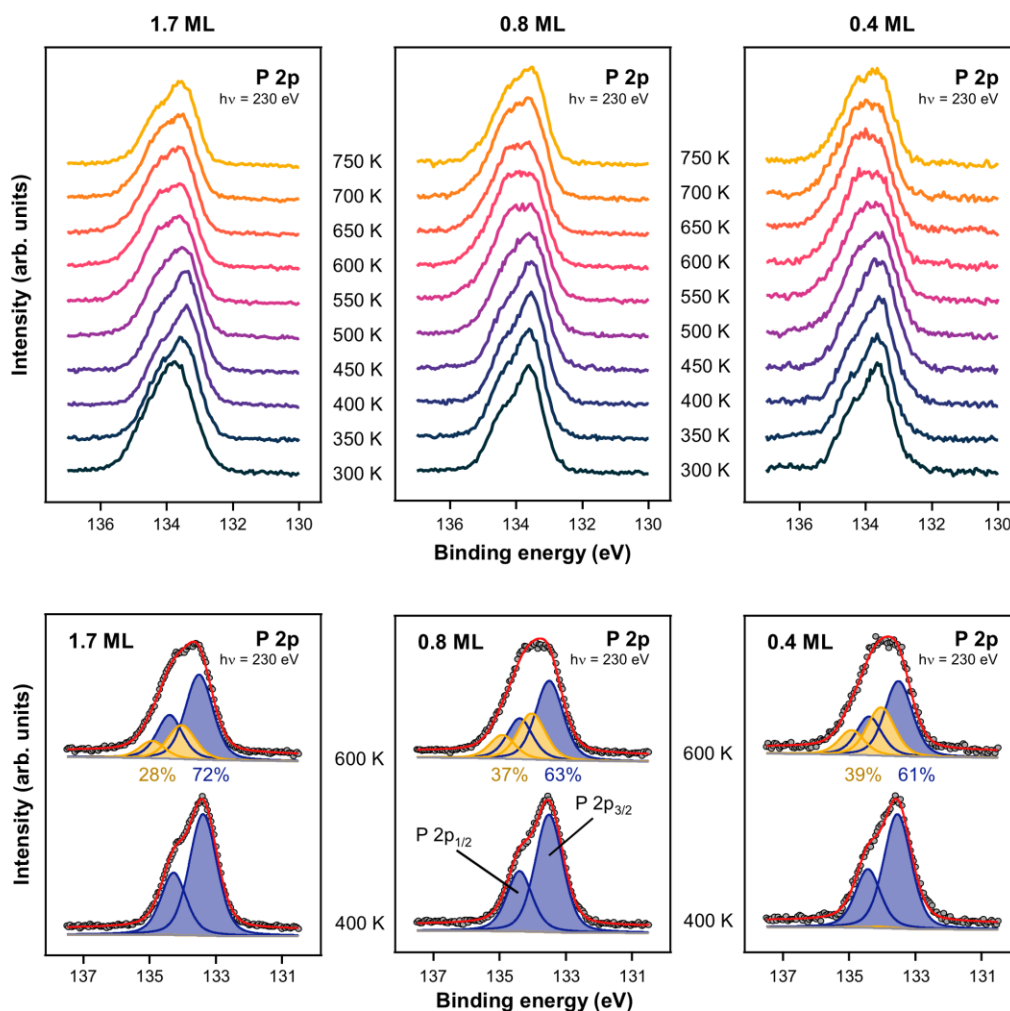 1.7 ML
0.8 ML
0.4 ML
Intensity (arb. units)
P 2p
hν = 230 eV
750 K
700 K
650 K
600 K
550 K
500 K
450 K
400 K
350 K
300 K
136
134
132
130
P 2p
hν = 230 eV
750 K
700 K
650 K
600 K
550 K
500 K
450 K
400 K
350 K
300 K
136
134
132
130
P 2p
hν = 230 eV
136
134
132
130
Binding energy (eV)
Intensity (arb. units)
1.7 ML
P 2p
hν = 230 eV
28%
72%
600 K
400 K
137
135
133
131
0.8 ML
P 2p
hν = 230 eV
37%
63%
P 2p3/2
P 2p1/2
600 K
400 K
137
135
133
131
0.4 ML
P 2p
hν = 230 eV
39%
61%
137
135
133
131
Binding energy (eV)